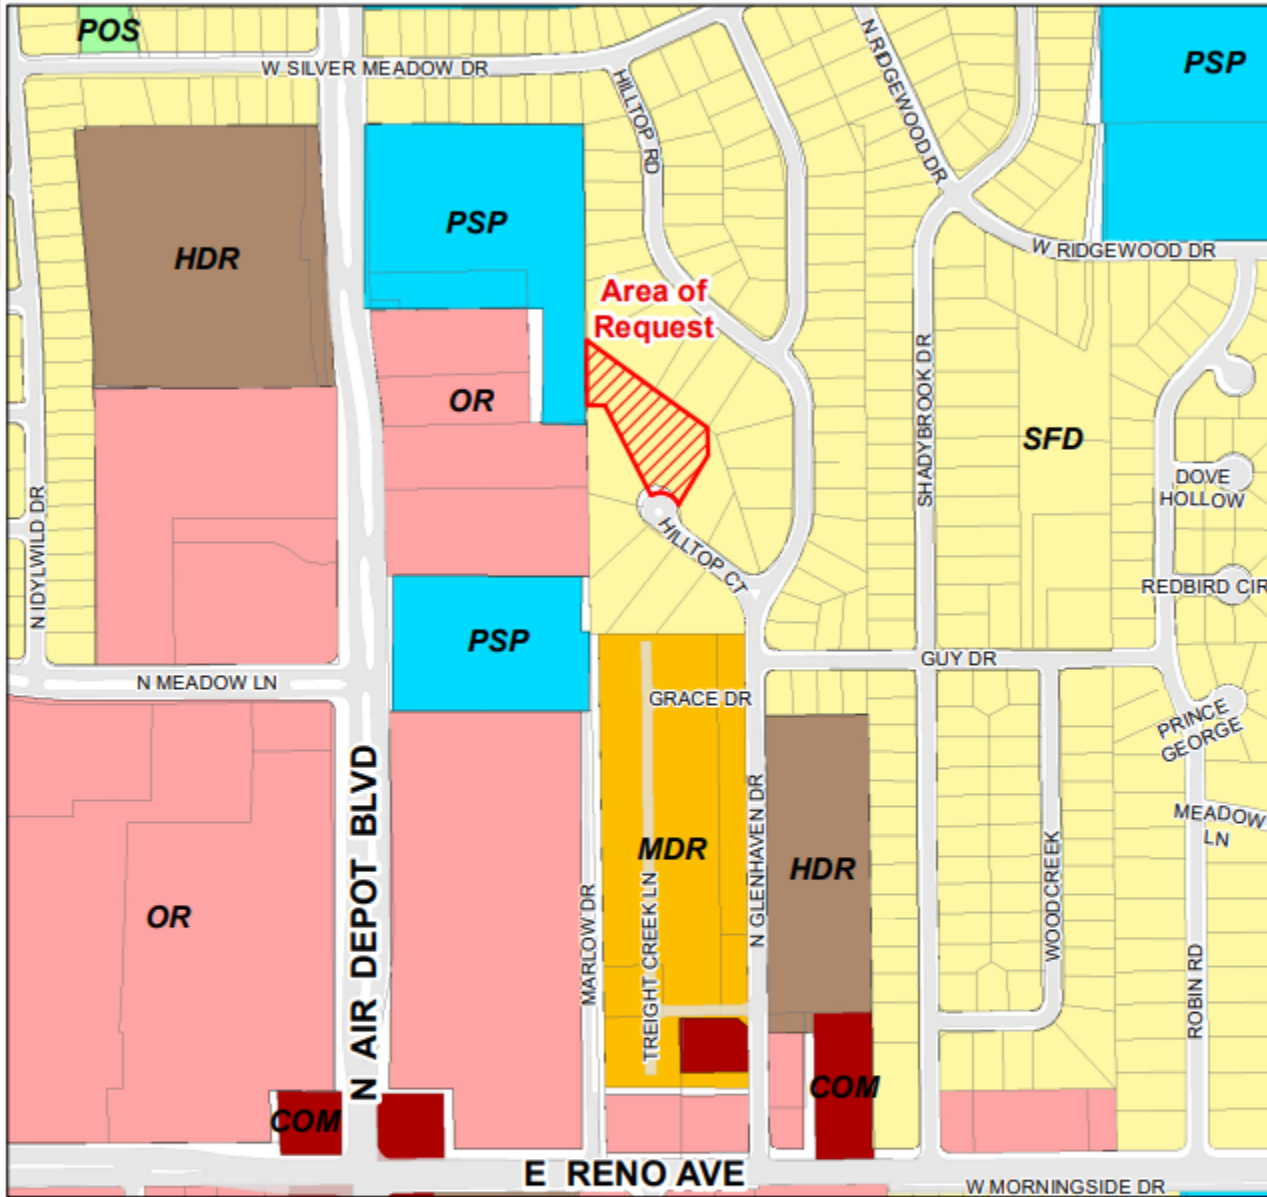 POS
W SILVER MEADOW DR
N RIDGEWOOD DR
PSP
HILLTOP RD
HDR
PSP
W RIDGEWOOD DR
Area of
Request
SHADYBROOK DR
OR
SFD
DOVE
HOLLOW
N IDYLWILD DR
HILLTOP CT
REDBIRD CIR
PSP
GUY DR
N MEADOW LN
GRACE DR
PRINCE
GEORGE
N AIR DEPOT BLVD
MEADOW
LN
MDR
N GLENHAVEN DR
HDR
WOODCREEK
OR
MARLOW DR
TREIGHT CREEK LN
ROBIN RD
COM
COM
E RENO AVE
W MORNINGSIDE DR